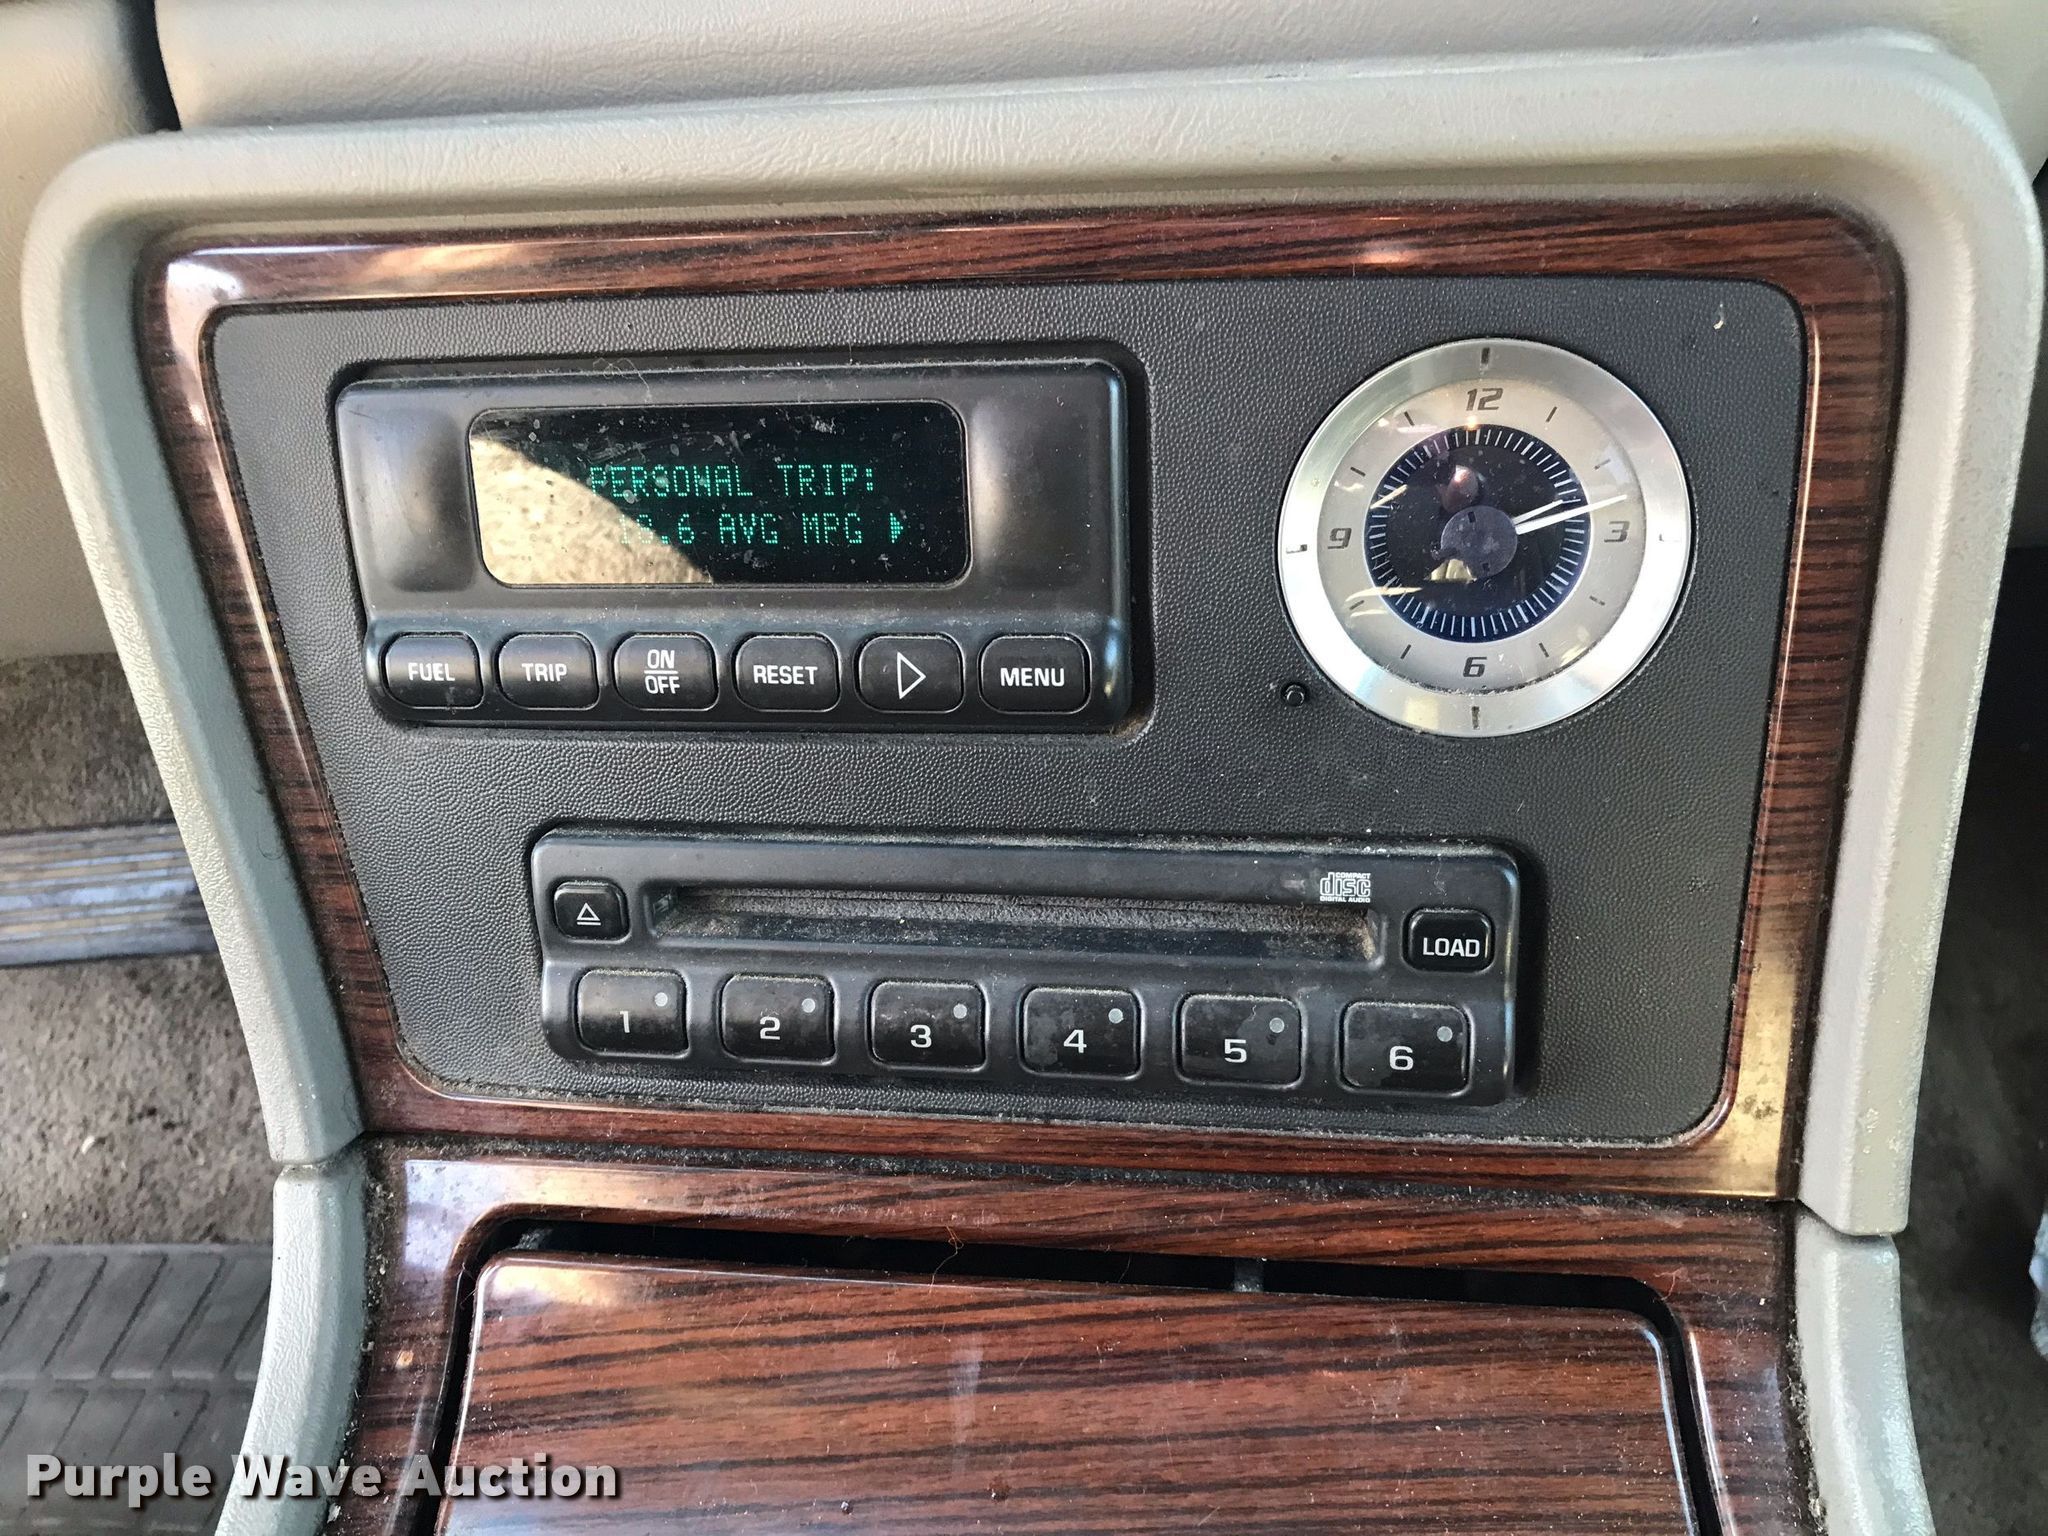 PERSONAL TRIP:
.6 AVG MPG
FUEL TRIP ON OFF RESET MENU
12
3
6
9
COMPACT
disc
DIGITAL AUDIO
LOAD
1 2 3 4 5 6
Purple Wave Auction